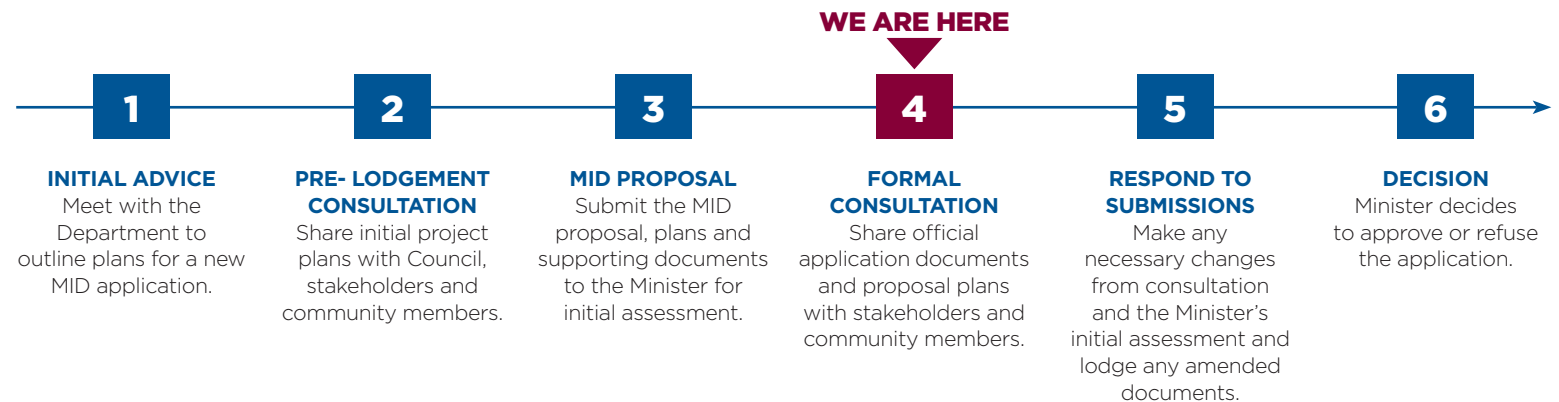 WE ARE HERE
1
INITIAL ADVICE
Meet with the
Department to
outline plans for a new
MID application.
2
PRE- LODGEMENT
CONSULTATION
Share initial project
plans with Council,
stakeholders and
community members.
3
MID PROPOSAL
Submit the MID
proposal, plans and
supporting documents
to the Minister for
initial assessment.
4
FORMAL
CONSULTATION
Share official
application documents
and proposal plans
with stakeholders and
community members.
5
RESPOND TO
SUBMISSIONS
Make any
necessary changes
from consultation
and the Minister’s
initial assessment and
lodge any amended
documents.
6
DECISION
Minister decides
to approve or refuse
the application.